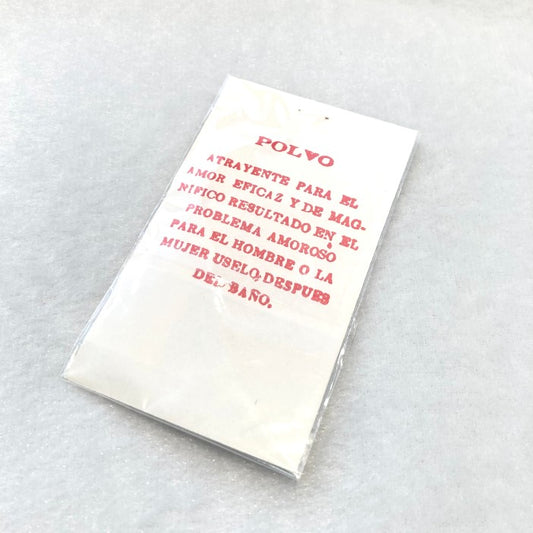 POLVO
ATRAYENTE PARA EL
AMOR EFICAZ Y DE MAG-
NIFICO RESULTADO EN EL
PROBLEMA AMOROSO
PARA EL HOMBRE O LA
MUJER USELO, DESPUES
DEL BAÑO.